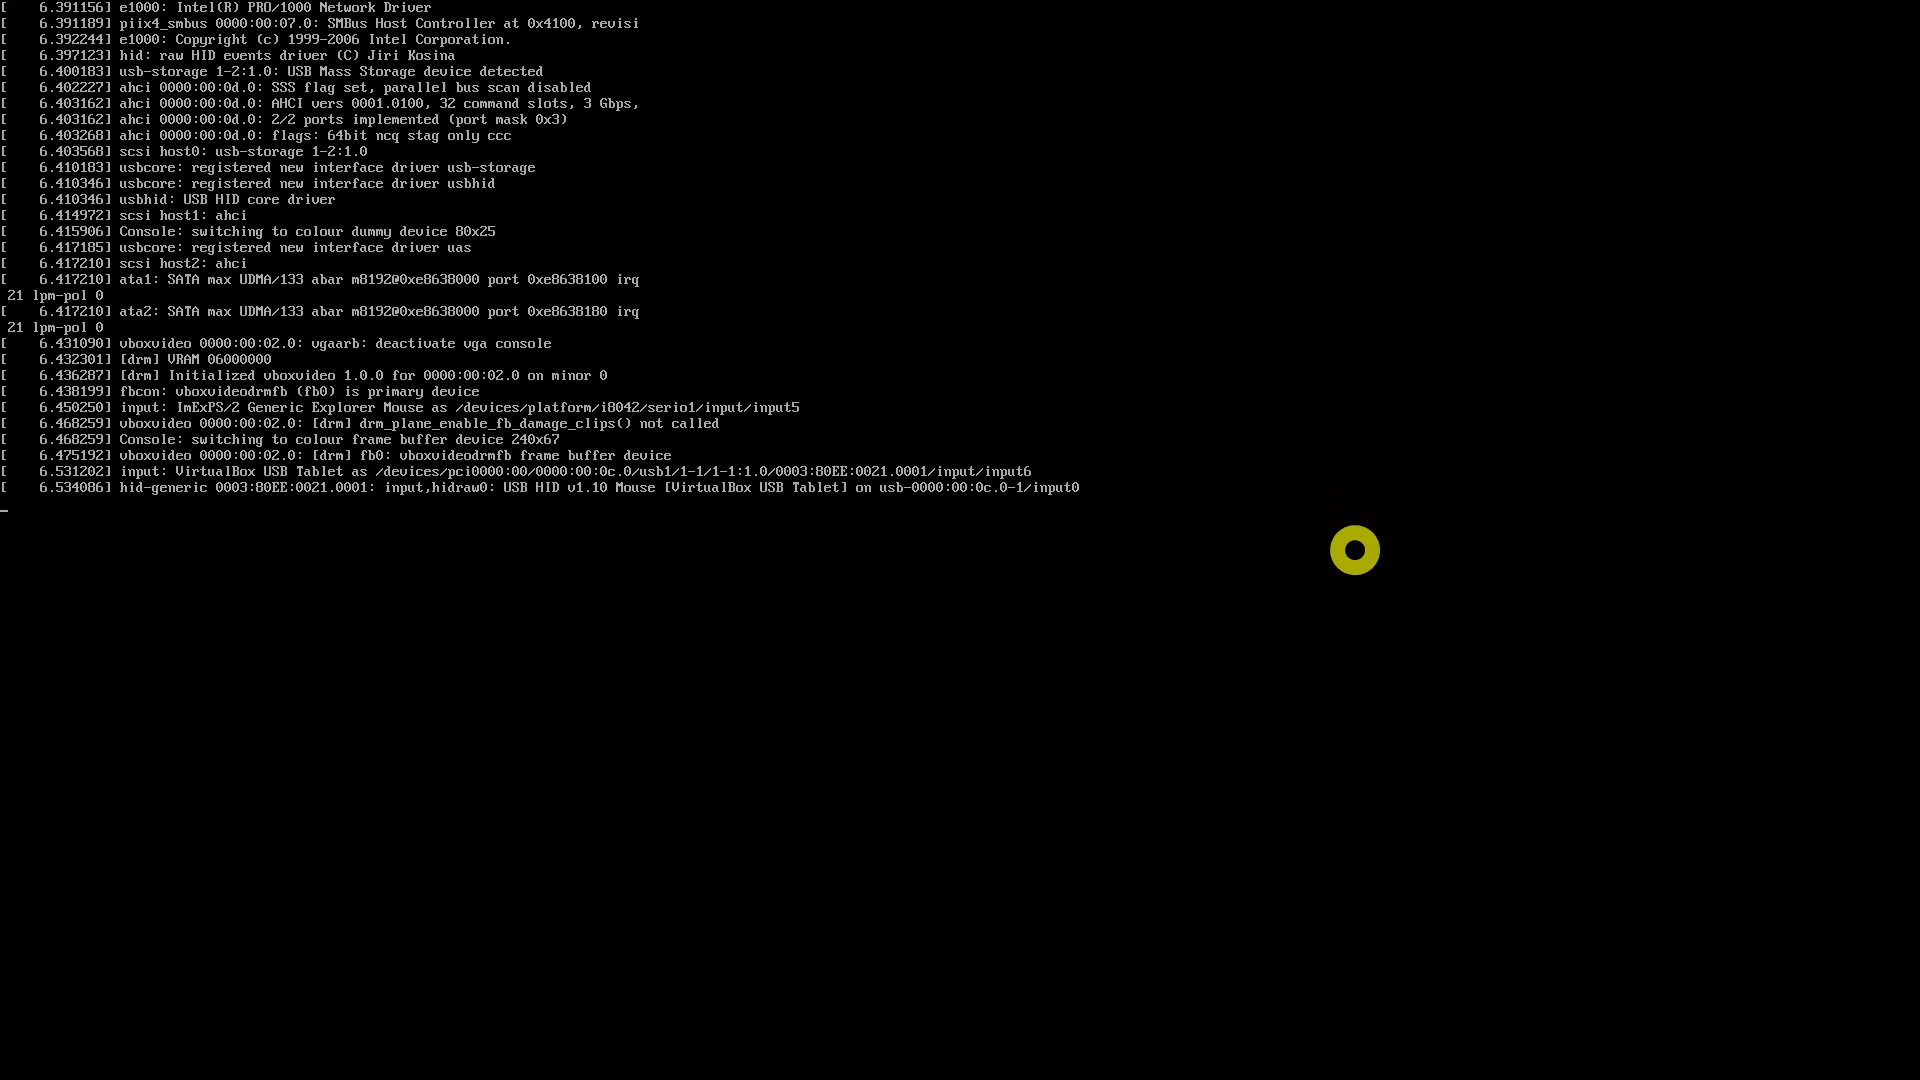 [    6.391156] e1000: Intel(R) PRO/1000 Network Driver
[    6.391189] piix4_smbus 0000:00:07.0: SMBus Host Controller at 0x4100, revisi
[    6.392244] e1000: Copyright (c) 1999-2006 Intel Corporation.
[    6.397123] hid: raw HID events driver (C) Jiri Kosina
[    6.400183] usb-storage 1-2:1.0: USB Mass Storage device detected
[    6.402227] ahci 0000:00:0d.0: SSS flag set, parallel bus scan disabled
[    6.403162] ahci 0000:00:0d.0: AHCI vers 0001.0100, 32 command slots, 3 Gbps,
[    6.403162] ahci 0000:00:0d.0: 2/2 ports implemented (port mask 0x3)
[    6.403268] ahci 0000:00:0d.0: flags: 64bit ncq stag only ccc
[    6.403568] scsi host0: usb-storage 1-2:1.0
[    6.410183] usbcore: registered new interface driver usb-storage
[    6.410346] usbcore: registered new interface driver usbhid
[    6.410346] usbhid: USB HID core driver
[    6.414972] scsi host1: ahci
[    6.415906] Console: switching to colour dummy device 80x25
[    6.417185] usbcore: registered new interface driver uas
[    6.417210] scsi host2: ahci
[    6.417210] ata1: SATA max UDMA/133 abar m8192@0xe8638000 port 0xe8638100 irq
 21 lpm-pol 0
[    6.417210] ata2: SATA max UDMA/133 abar m8192@0xe8638000 port 0xe8638180 irq
 21 lpm-pol 0
[    6.431090] vboxvideo 0000:00:02.0: vgaarb: deactivate vga console
[    6.432301] [drm] VRAM 06000000
[    6.436287] [drm] Initialized vboxvideo 1.0.0 for 0000:00:02.0 on minor 0
[    6.438199] fbcon: vboxvideodrmfb (fb0) is primary device
[    6.450250] input: ImExPS/2 Generic Explorer Mouse as /devices/platform/i8042/serio1/input/input5
[    6.468259] vboxvideo 0000:00:02.0: [drm] drm_plane_enable_fb_damage_clips() not called
[    6.468259] Console: switching to colour frame buffer device 240x67
[    6.475192] vboxvideo 0000:00:02.0: [drm] fb0: vboxvideodrmfb frame buffer device
[    6.531202] input: VirtualBox USB Tablet as /devices/pci0000:00/0000:00:0c.0/usb1/1-1/1-1:1.0/0003:80EE:0021.0001/input/input6
[    6.534086] hid-generic 0003:80EE:0021.0001: input,hidraw0: USB HID v1.10 Mouse [VirtualBox USB Tablet] on usb-0000:00:0c.0-1/input0